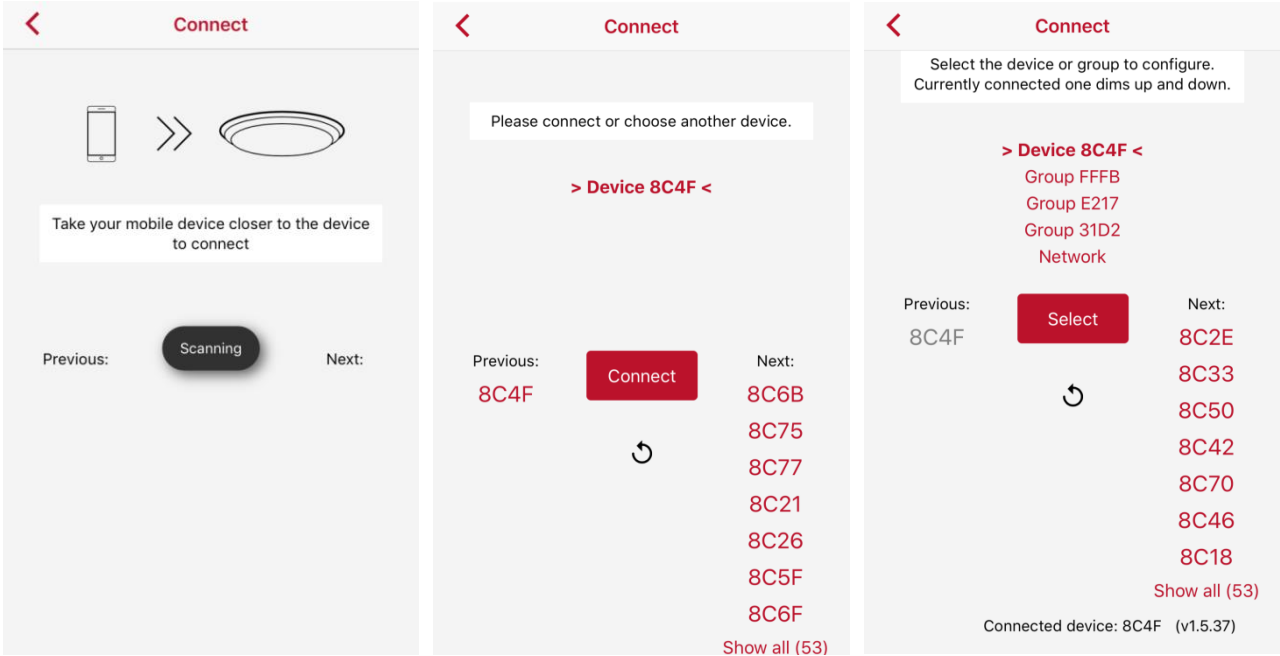 Connect
Take your mobile device closer to the device
to connect
Previous:
Scanning
Next:
Connect
Please connect or choose another device.
> Device 8C4F <
Previous:
8C4F
Connect
Next:
8C6B
8C75
8C77
8C21
8C26
8C5F
8C6F
Show all (53)
Connect
Select the device or group to configure.
Currently connected one dims up and down.
> Device 8C4F <
Group FFFB
Group E217
Group 31D2
Network
Previous:
8C4F
Select
Next:
8C2E
8C33
8C50
8C42
8C70
8C46
8C18
Show all (53)
Connected device: 8C4F (v1.5.37)